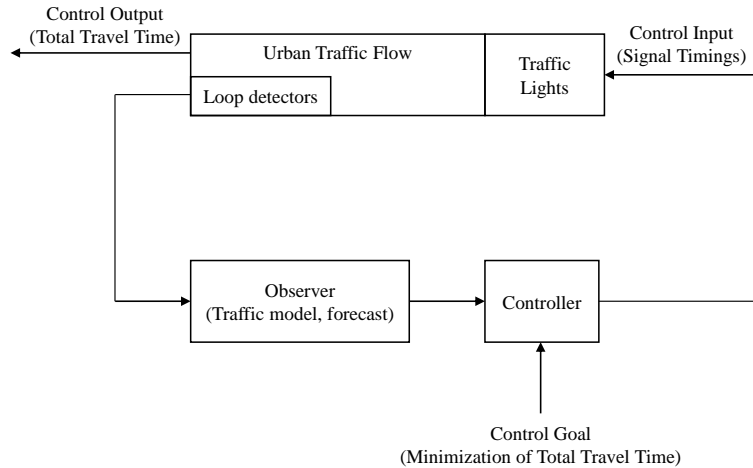 Control Output
(Total Travel Time)
Urban Traffic Flow
Loop detectors
Traffic
Lights
Control Input
(Signal Timings)
Observer
(Traffic model, forecast)
Controller
Control Goal
(Minimization of Total Travel Time)